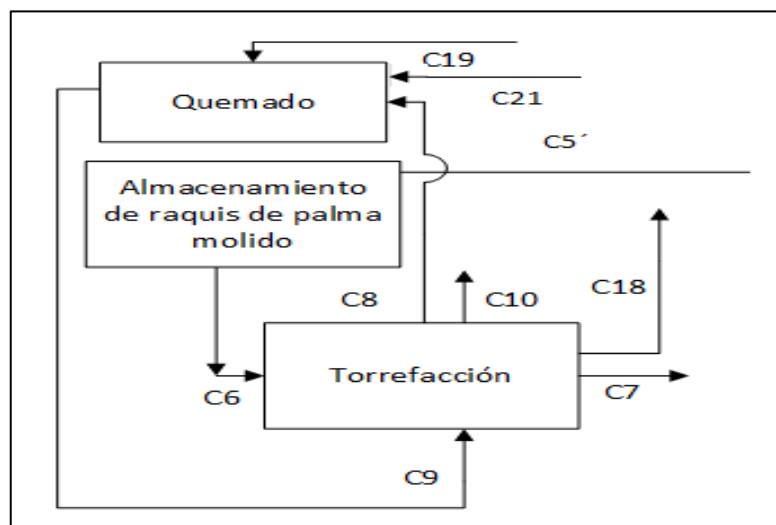 C19
Quemado
C21
C5´
Almacenamiento
de raquis de palma
molido
C8
C10
C18
Torrefacción
C6
C7
C9